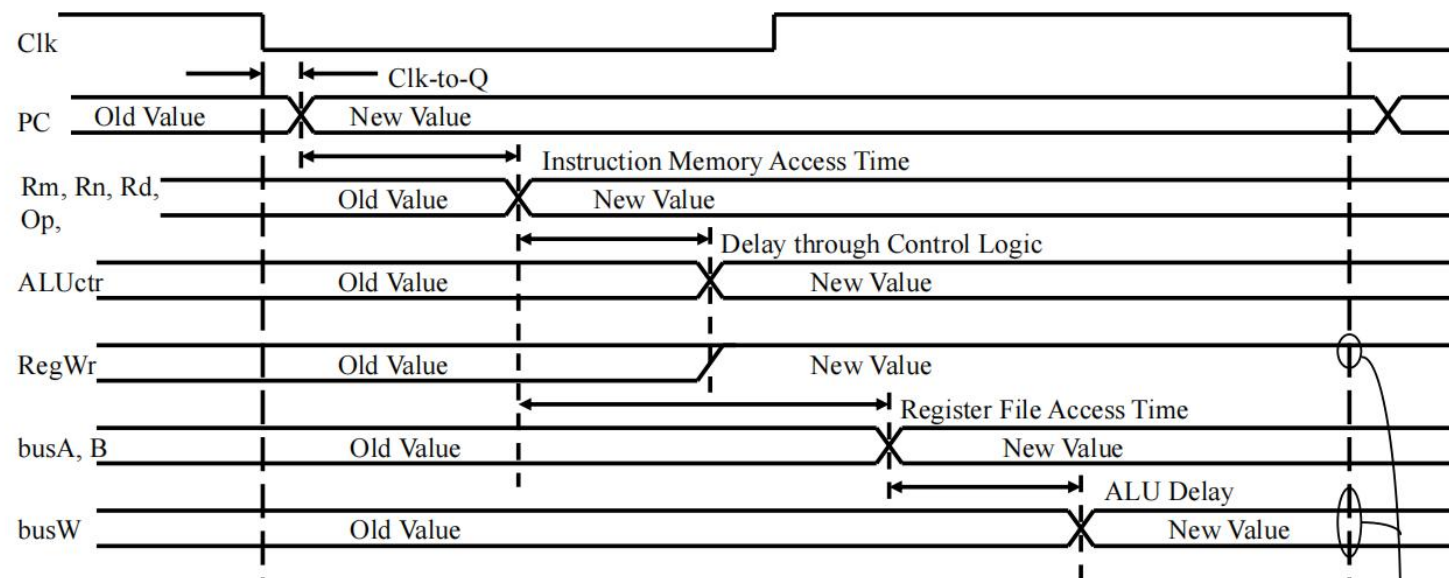 Clk
Clk-to-Q
PC
Old Value
New Value
Instruction Memory Access Time
Rm, Rn, Rd,
Op,
Old Value
New Value
Delay through Control Logic
ALUctr
Old Value
New Value
RegWr
Old Value
New Value
Register File Access Time
busA, B
Old Value
New Value
ALU Delay
busW
Old Value
New Value